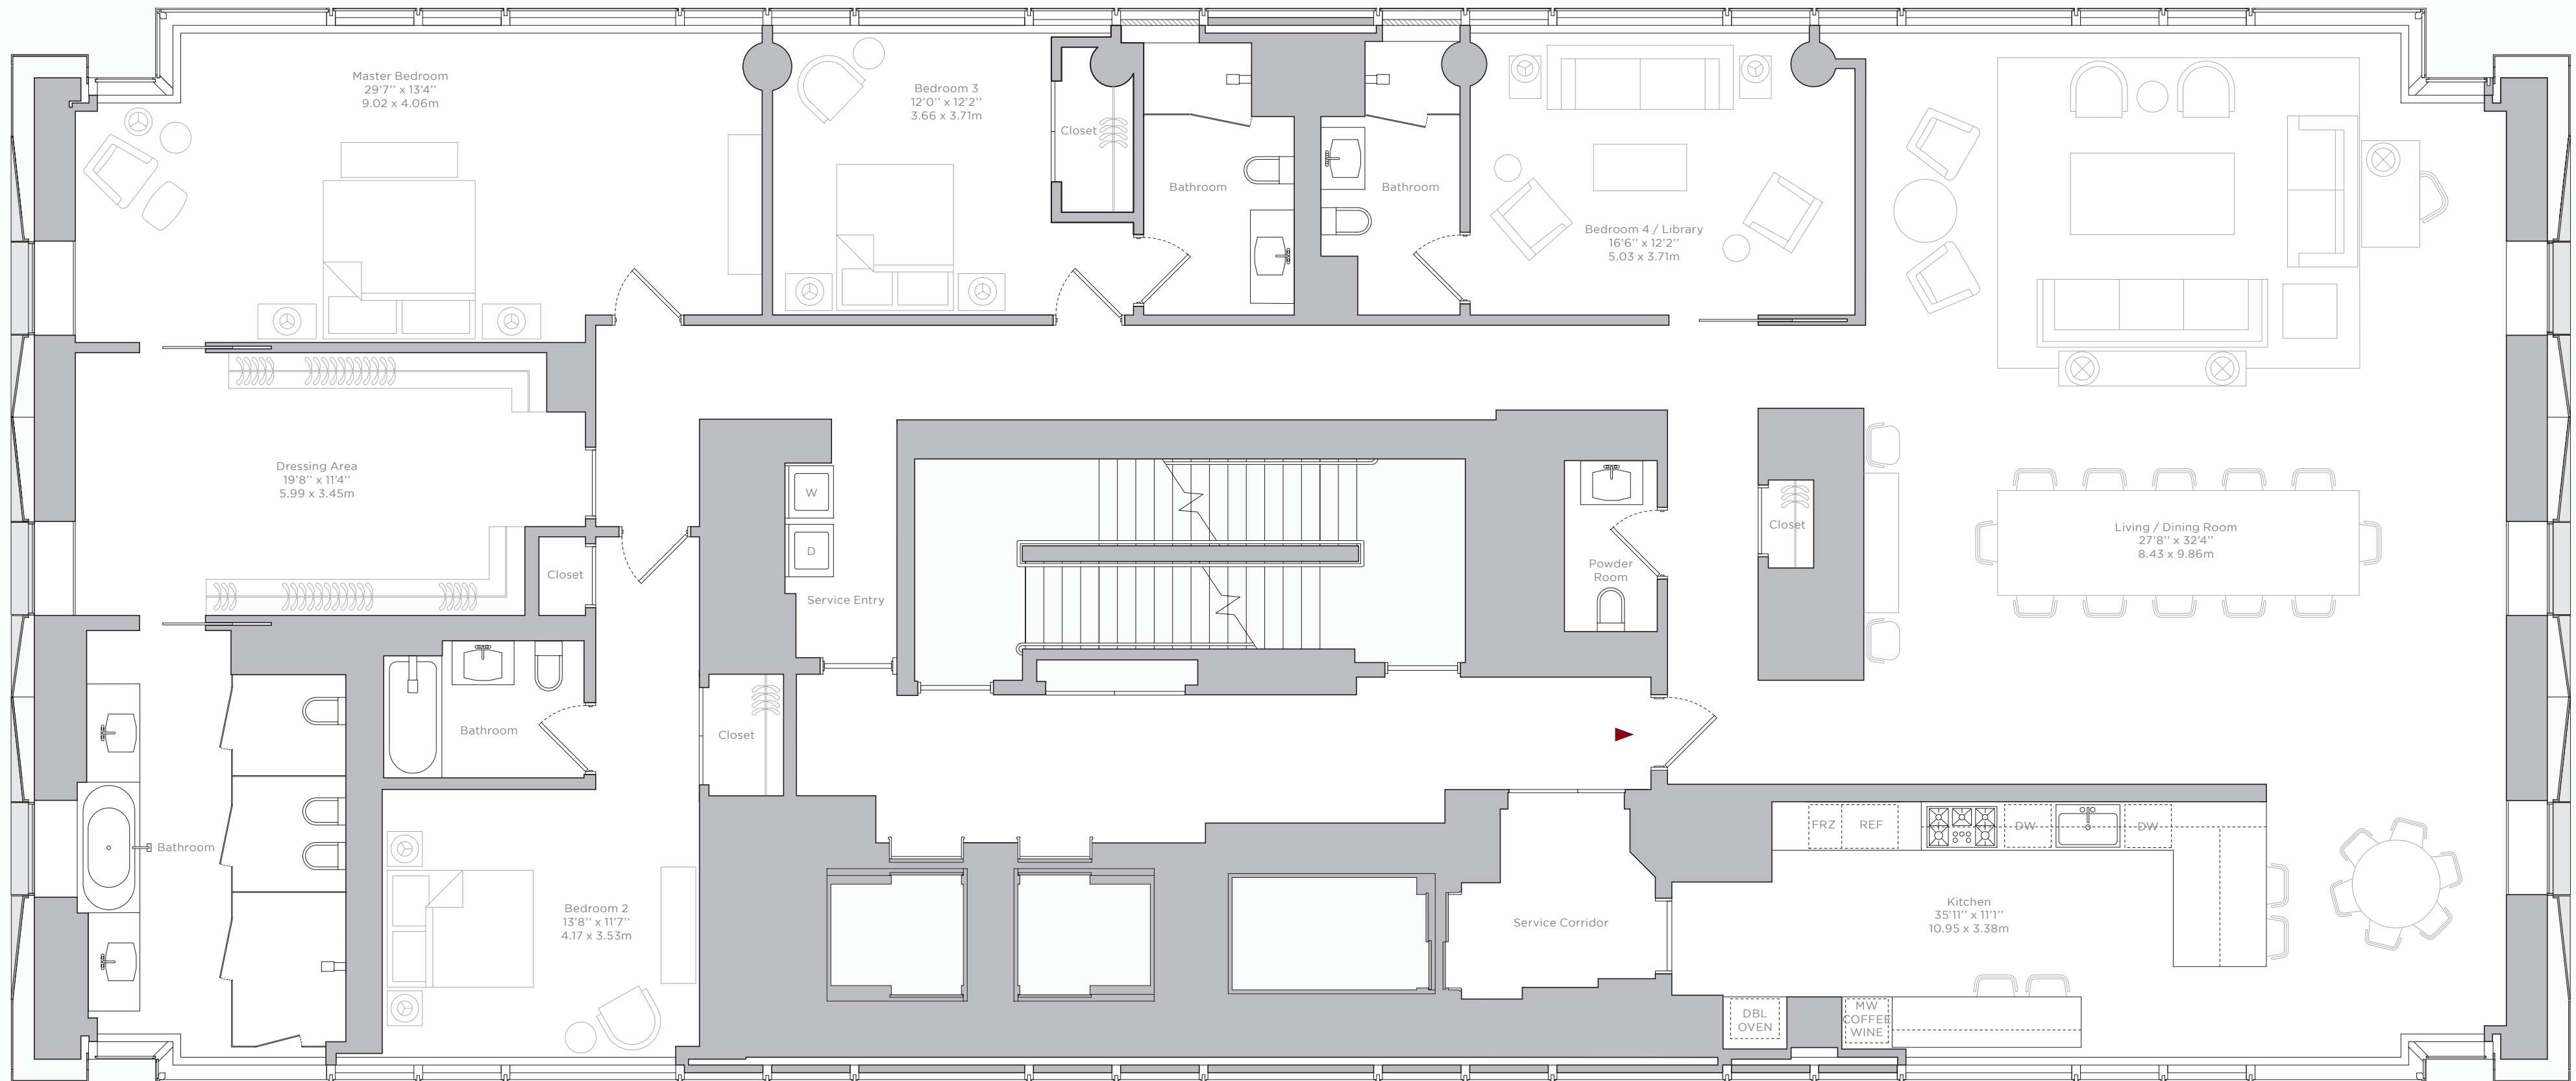 Master Bedroom
29'7'' x 13'4''
9.02 x 4.06m
Bedroom 3
12'0'' x 12'2''
3.66 x 3.71m
Closet
Bathroom
Bathroom
Bedroom 4 / Library
16'6'' x 12'2''
5.03 x 3.71m
Dressing Area
19'8'' x 11'4''
5.99 x 3.45m
W
D
Service Entry
Closet
Powder
Room
Closet
Living / Dining Room
27'8'' x 32'4''
8.43 x 9.86m
Bathroom
Closet
Bathroom
Bedroom 2
13'8'' x 11'7''
4.17 x 3.53m
Service Corridor
FRZ
REF
DW
DW
Kitchen
35'11'' x 11'1''
10.95 x 3.38m
DBL
OVEN
MW
COFFEE
WINE